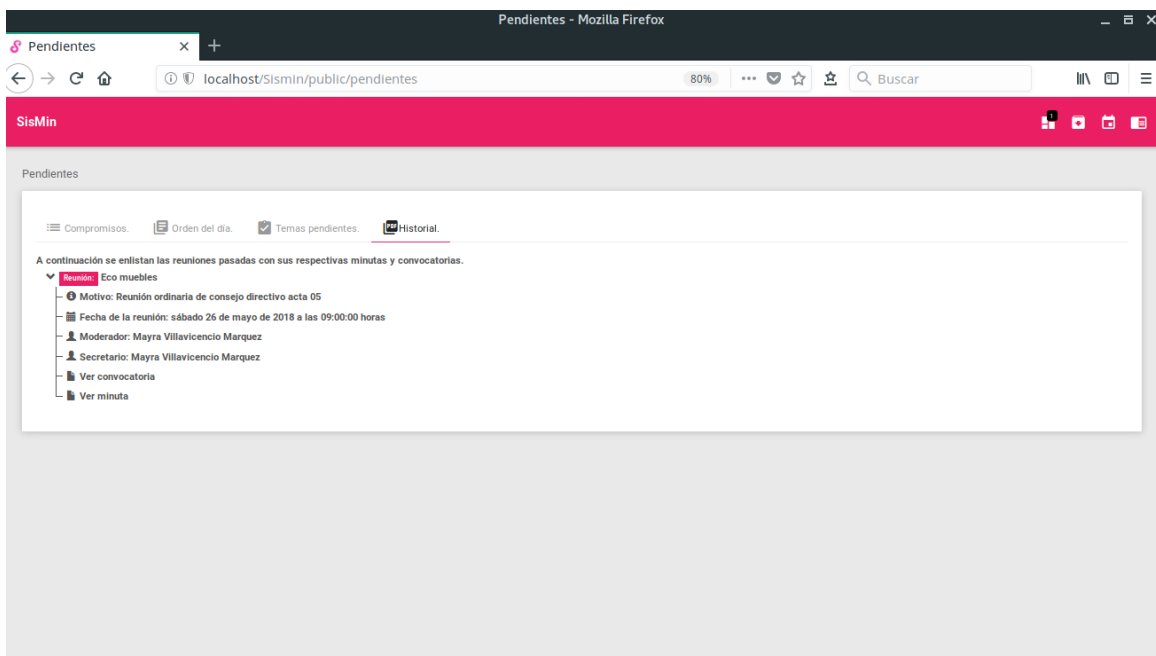 Pendientes - Mozilla Firefox
Pendientes
localhost/Sismin/public/pendientes
80%
Buscar
SisMin
1
Pendientes
Compromisos.
Orden del día.
Temas pendientes.
PDF
Historial.
A continuación se enlistan las reuniones pasadas con sus respectivas minutas y convocatorias.
Reunión: Eco muebles
Motivo: Reunión ordinaria de consejo directivo acta 05
Fecha de la reunión: sábado 26 de mayo de 2018 a las 09:00:00 horas
Moderador: Mayra Villavicencio Marquez
Secretario: Mayra Villavicencio Marquez
Ver convocatoria
Ver minuta